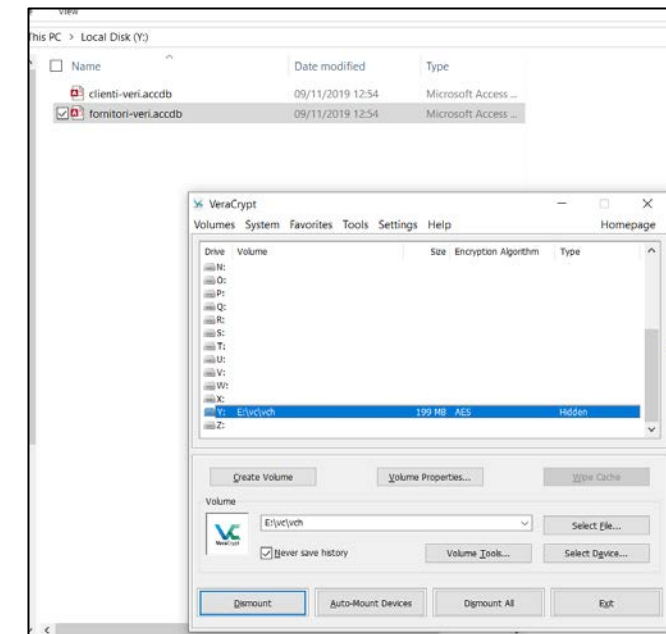 View
This PC > Local Disk (Y:)
Name Date modified Type
clienti-veri.accdb 09/11/2019 12:54 Microsoft Access ...
fornitori-veri.accdb 09/11/2019 12:54 Microsoft Access ...
VeraCrypt
Volumes System Favorites Tools Settings Help Homepage
Drive Volume Size Encryption Algorithm Type
N:
O:
P:
Q:
R:
S:
T:
U:
V:
W:
X:
Y: E:\vc\vch 199 MB AES Hidden
Z:
Create Volume Volume Properties... Wipe Cache
Volume
E:\vc\vch Select File...
VeraCrypt
Never save history Volume Tools... Select Device...
Dismount Auto-Mount Devices Dismount All Exit